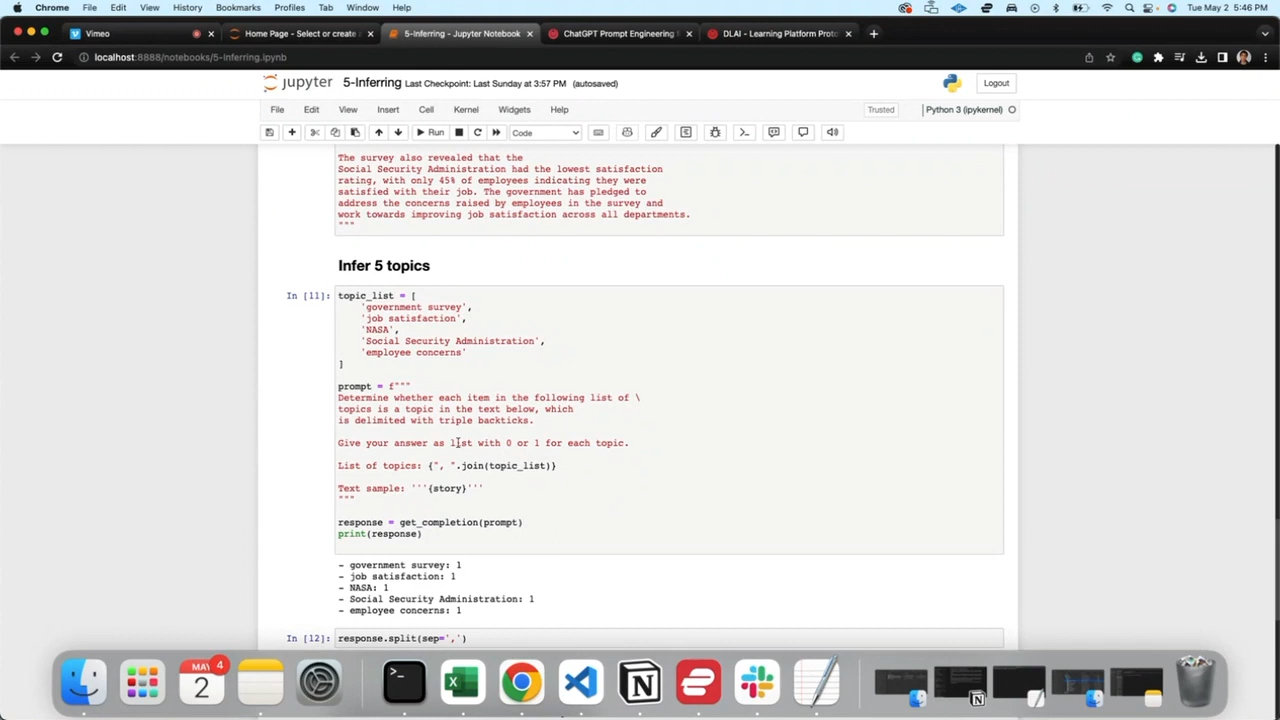 Chrome File Edit View History Bookmarks Profiles Tab Window Help Tue May 2 5:46 PM
Vimeo Home Page - Select or create 5-Inferring - Jupyter Notebook ChatGPT Prompt Engineering DLAI - Learning Platform Proto
localhost:8888/notebooks/5-Inferring.ipynb
jupyter 5-Inferring Last Checkpoint: Last Sunday at 3:57 PM (autosaved) Logout
File Edit View Insert Cell Kernel Widgets Help Trusted Python 3 (ipykernel)
Run Code
The survey also revealed that the
Social Security Administration had the lowest satisfaction
rating, with only 45% of employees indicating they were
satisfied with their job. The government has pledged to
address the concerns raised by employees in the survey and
work towards improving job satisfaction across all departments.
"""
Infer 5 topics
In [11]: topic_list = [
'government survey',
'job satisfaction',
'NASA',
'Social Security Administration',
'employee concerns'
]
prompt = f"""
Determine whether each item in the following list of \
topics is a topic in the text below, which
is delimited with triple backticks.
Give your answer as list with 0 or 1 for each topic.
List of topics: {", ".join(topic_list)}
Text sample: '''{story}'''
"""
response = get_completion(prompt)
print(response)
- government survey: 1
- job satisfaction: 1
- NASA: 1
- Social Security Administration: 1
- employee concerns: 1
In [12]: response.split(sep=',')
MAY 4
2